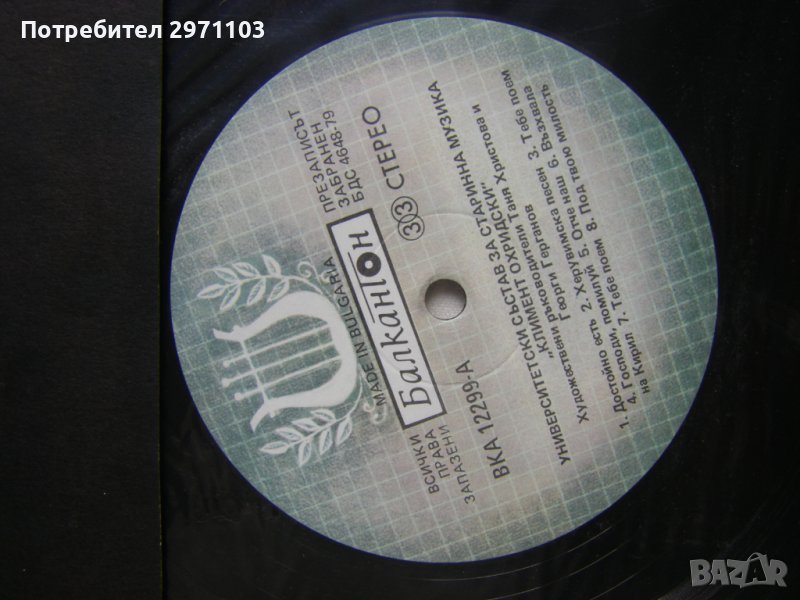 Потребител 2971103
MADE IN BULGARIA
Балкантон
ВСИЧКИ
ПРАВА
ЗАПАЗЕНИ
ПРЕЗАПИСЪТ
ЗАБРАНЕН
БДС 4648-79
33 СТЕРЕО
ВКА 12299-А
УНИВЕРСИТЕТСКИ СЪСТАВ ЗА СТАРИННА МУЗИКА
„КЛИМЕНТ ОХРИДСКИ“
Художествени ръководители Таня Христова и
Георги Герганов
1. Достойно есть 2. Херувимска песен 3. Тебе поем
4. Господи, помилуй 5. Отче наш 6. Възхвала
на Кирил 7. Тебе поем 8. Под твою милость
BAZAR